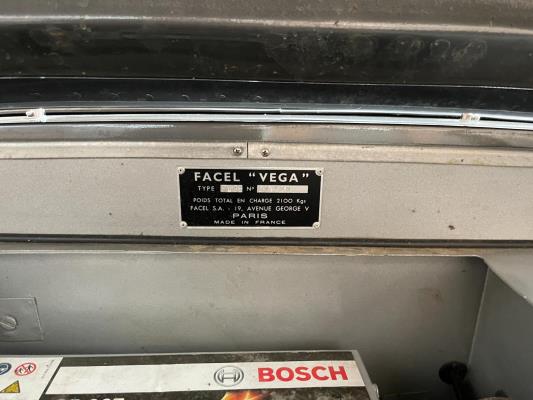 FACEL "VEGA"
TYPE N°
POIDS TOTAL EN CHARGE 2100 Kgs
FACEL S.A. - 19, AVENUE GEORGE V
PARIS
MADE IN FRANCE
BOSCH